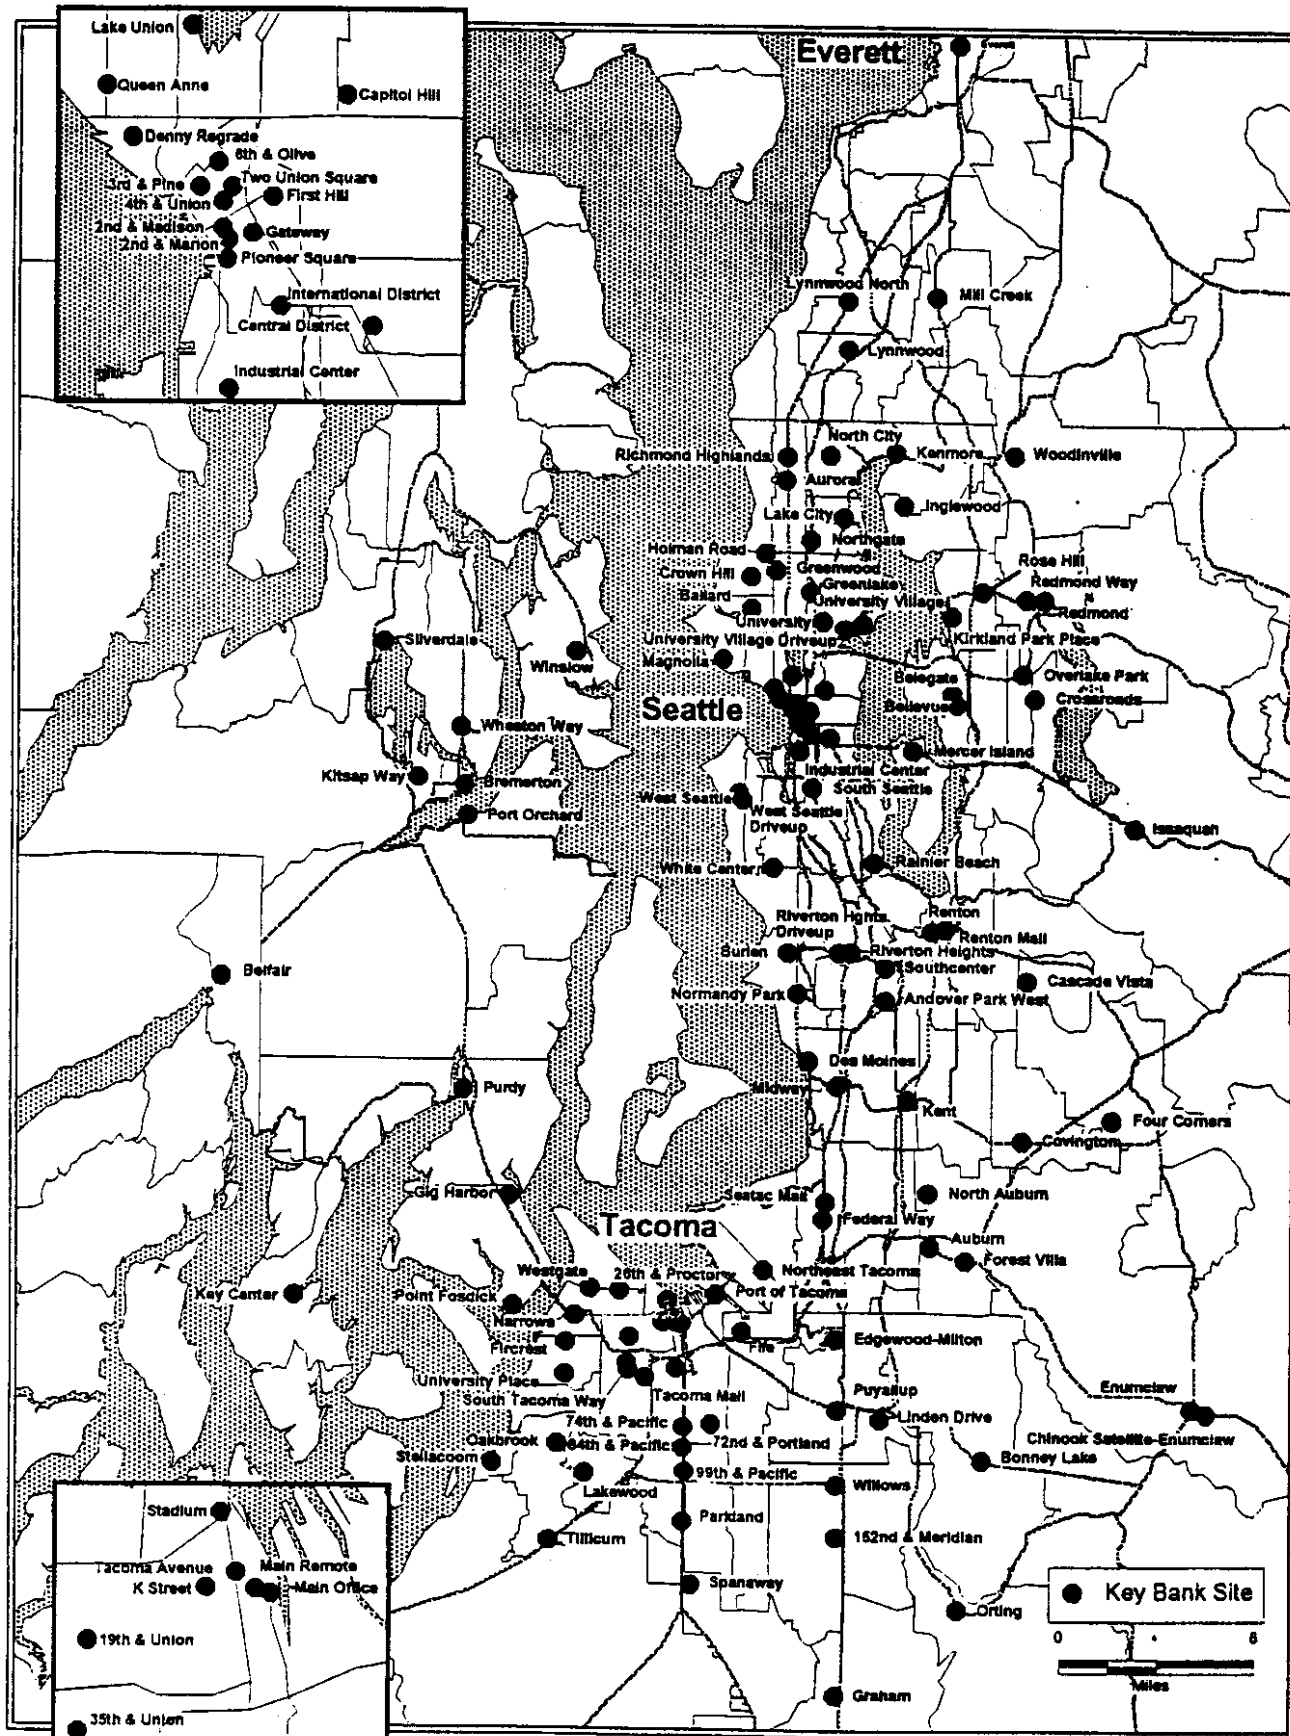 Lake Union
Queen Anne
Capitol Hill
Denny Regrade
6th & Olive
3rd & Pine
Two Union Square
4th & Union
First Hill
2nd & Madison
Gateway
2nd & Marion
Pioneer Square
International District
Central District
Industrial Center
Everett
Everett
Lynnwood North
Mill Creek
Lynnwood
North City
Richmond Highlands
Kenmore
Woodinville
Aurora
Inglewood
Lake City
Northgate
Holman Road
Greenwood
Rose Hill
Crown Hill
Greenlake
Redmond Way
Ballard
University Village
Redmond
University
Kirkland Park Place
University Village Driveup
Silverdale
Winslow
Magnolia
Belegate
Overlake Park
Seattle
Bellevue
Crossroads
Wheaton Way
Mercer Island
Kitsap Way
Bremerton
Industrial Center
South Seattle
West Seattle
Port Orchard
West Seattle
Driveup
Issaquah
White Center
Rainier Beach
Riverton Hghts.
Driveup
Renton
Renton Mall
Burien
Riverton Heights
Southcenter
Belfair
Cascade Vista
Normandy Park
Andover Park West
Des Moines
Purdy
Midway
Kent
Four Corners
Covington
Gig Harbor
Seatac Mall
North Auburn
Tacoma
Federal Way
Auburn
Forest Villa
Westgate
26th & Proctor
Northeast Tacoma
Key Center
Point Fosdick
Port of Tacoma
Narrows
Fircrest
Fife
Edgewood-Milton
University Place
South Tacoma Way
Tacoma Mall
Puyallup
Enumclaw
74th & Pacific
Linden Drive
Oakbrook
84th & Pacific
72nd & Portland
Chinook Satellite-Enumclaw
Steilacoom
99th & Pacific
Bonney Lake
Lakewood
Willows
Parkland
Tillicum
152nd & Meridian
Stadium
Tacoma Avenue
Main Remote
K Street
Main Office
Spanaway
Orting
19th & Union
35th & Union
Graham
Key Bank Site
0
Miles